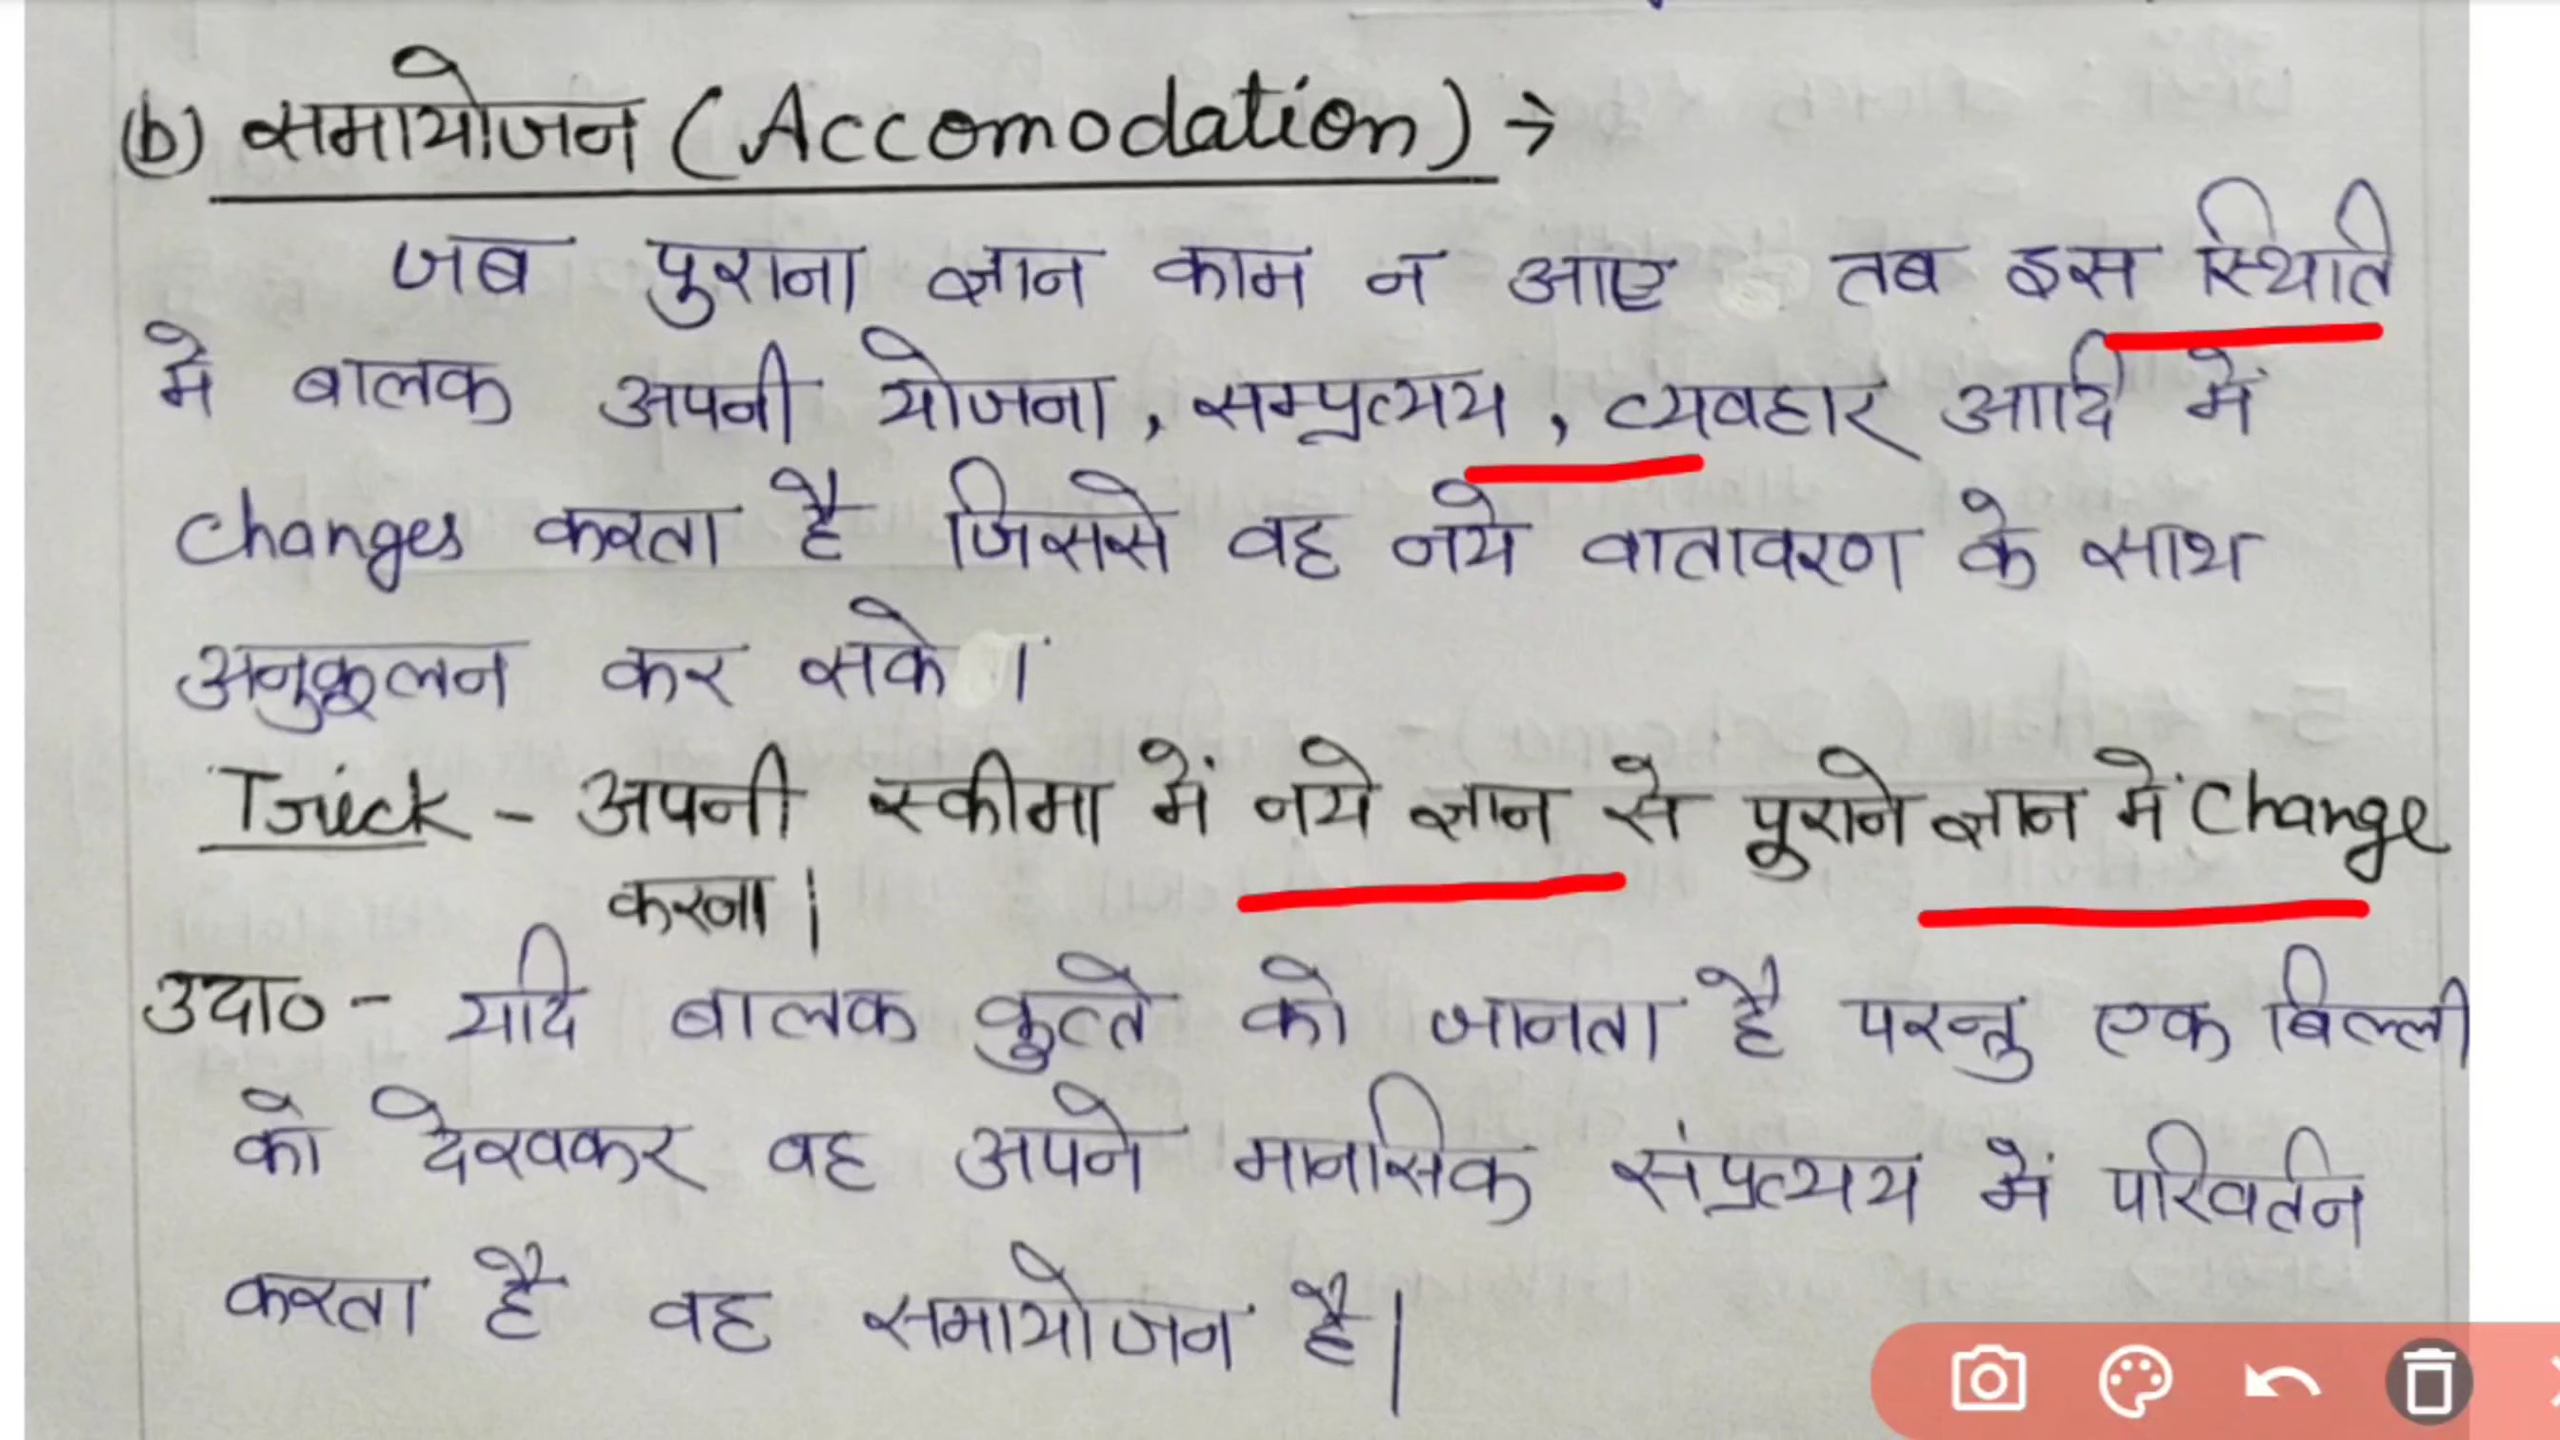 (b) समायोजन (Accomodation) →
जब पुराना ज्ञान काम न आए तब इस स्थिति
मे बालक अपनी योजना, सम्प्रत्यय, व्यवहार आदि में
changes करता है जिससे वह नये वातावरण के साथ
अनुकूलन कर सके।
Trick - अपनी स्कीमा में नये ज्ञान से पुराने ज्ञान में Change
करना।
उदा० - यदि बालक कुत्ते को जानता है परन्तु एक बिल्ली
को देखकर वह अपने मानसिक संप्रत्यय में परिवर्तन
करता है वह समायोजन है।